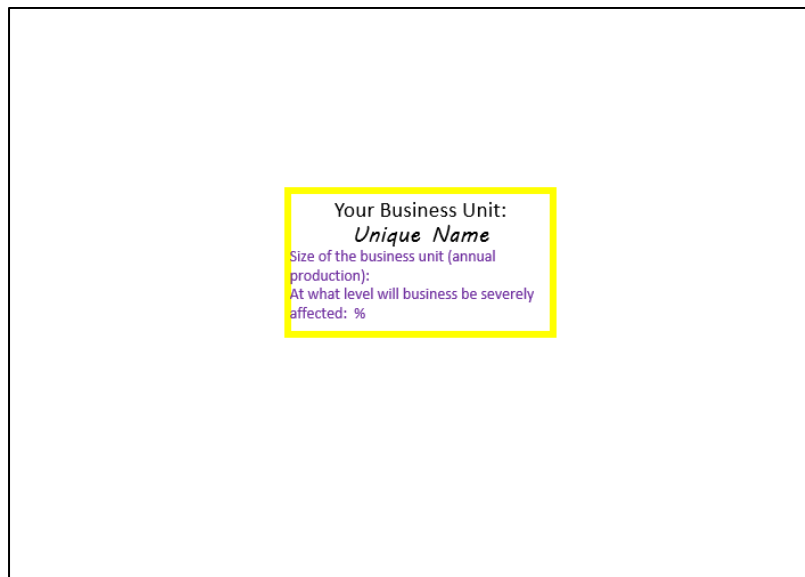 Your Business Unit:
Unique Name
Size of the business unit (annual
production):
At what level will business be severely
affected: %